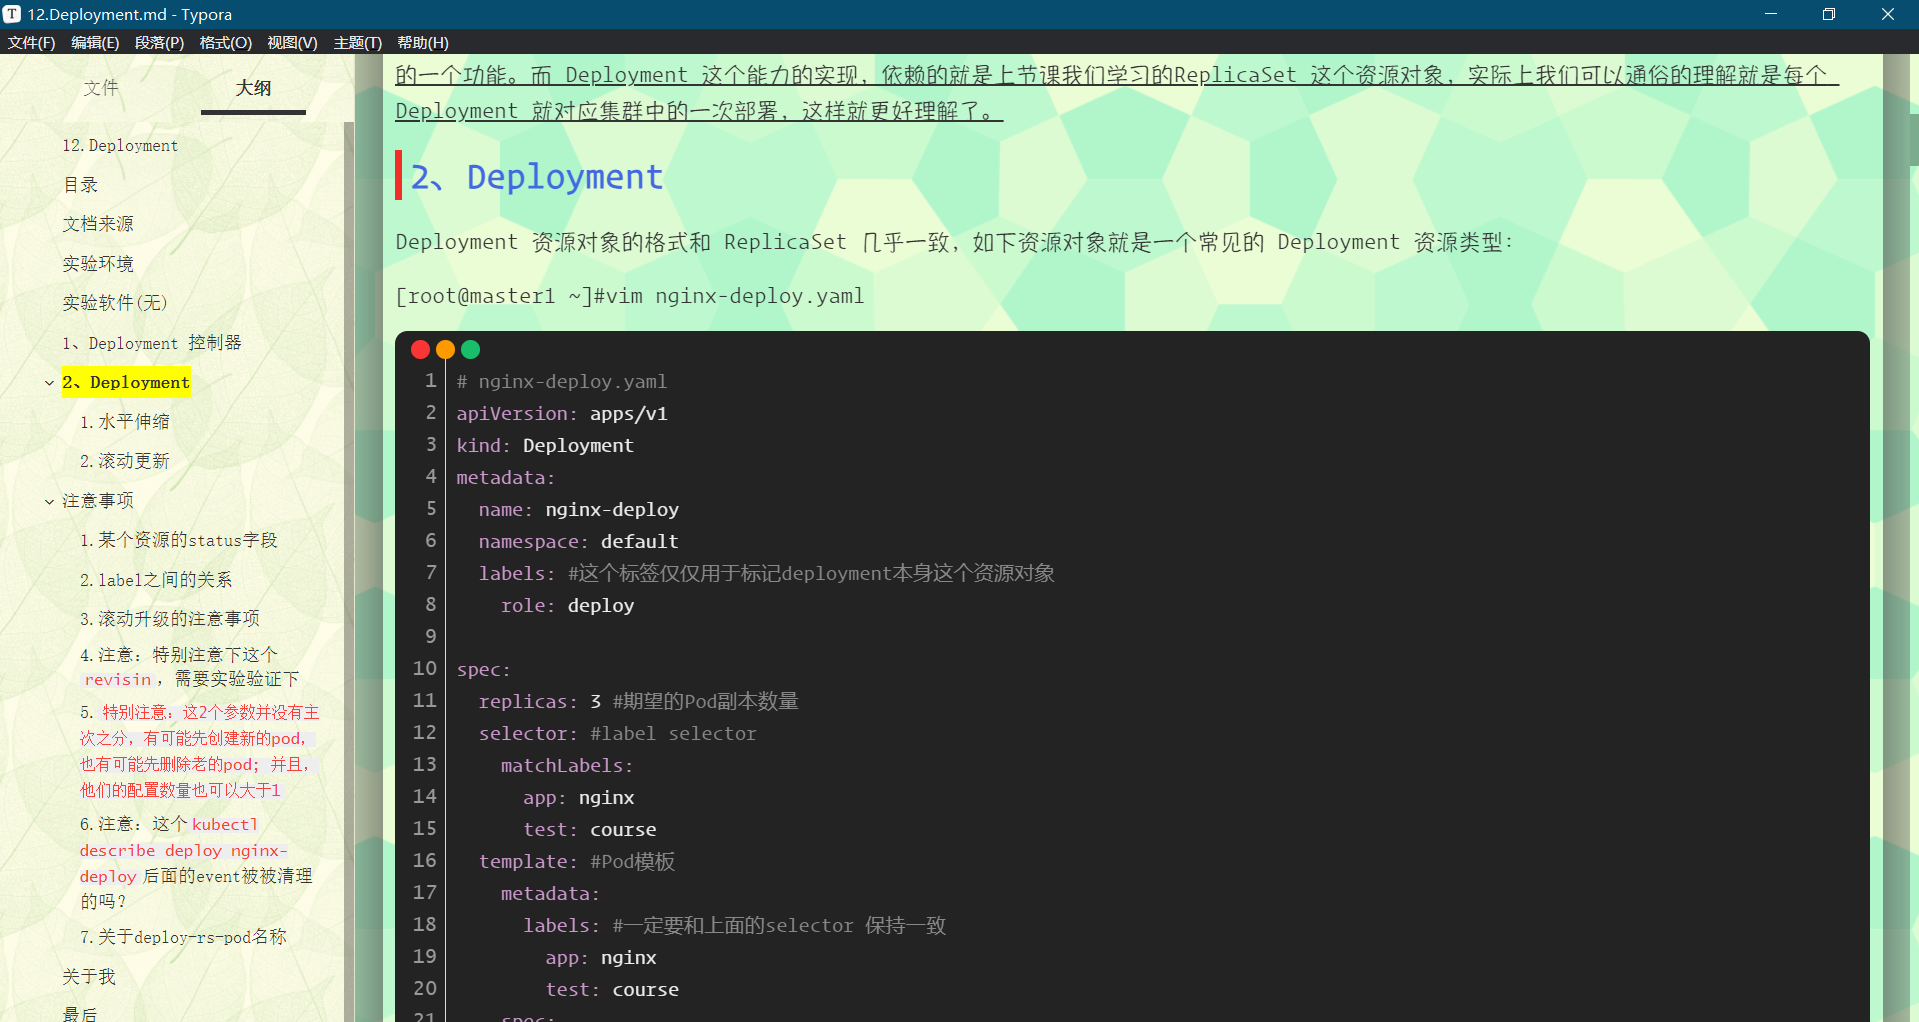 12.Deployment.md - Typora
文件(F) 编辑(E) 段落(P) 格式(O) 视图(V) 主题(T) 帮助(H)
文件 大纲
12.Deployment
目录
文档来源
实验环境
实验软件(无)
1、Deployment 控制器
2、Deployment
1.水平伸缩
2.滚动更新
注意事项
1.某个资源的status字段
2.label之间的关系
3.滚动升级的注意事项
4.注意：特别注意下这个
revisin，需要实验验证下
5. 特别注意：这2个参数并没有主
次之分，有可能先创建新的pod，
也有可能先删除老的pod；并且，
他们的配置数量也可以大于1
6.注意：这个kubectl
describe deploy nginx-
deploy后面的event被被清理
的吗？
7.关于deploy-rs-pod名称
关于我
最后
的一个功能。而 Deployment 这个能力的实现，依赖的就是上节课我们学习的ReplicaSet 这个资源对象，实际上我们可以通俗的理解就是每个
Deployment 就对应集群中的一次部署，这样就更好理解了。
2、Deployment
Deployment 资源对象的格式和 ReplicaSet 几乎一致，如下资源对象就是一个常见的 Deployment 资源类型：
[root@master1 ~]#vim nginx-deploy.yaml
1 # nginx-deploy.yaml
2 apiVersion: apps/v1
3 kind: Deployment
4 metadata:
5 name: nginx-deploy
6 namespace: default
7 labels: #这个标签仅仅用于标记deployment本身这个资源对象
8 role: deploy
9
10 spec:
11 replicas: 3 #期望的Pod副本数量
12 selector: #label selector
13 matchLabels:
14 app: nginx
15 test: course
16 template: #Pod模板
17 metadata:
18 labels: #一定要和上面的selector 保持一致
19 app: nginx
20 test: course
21 spec: